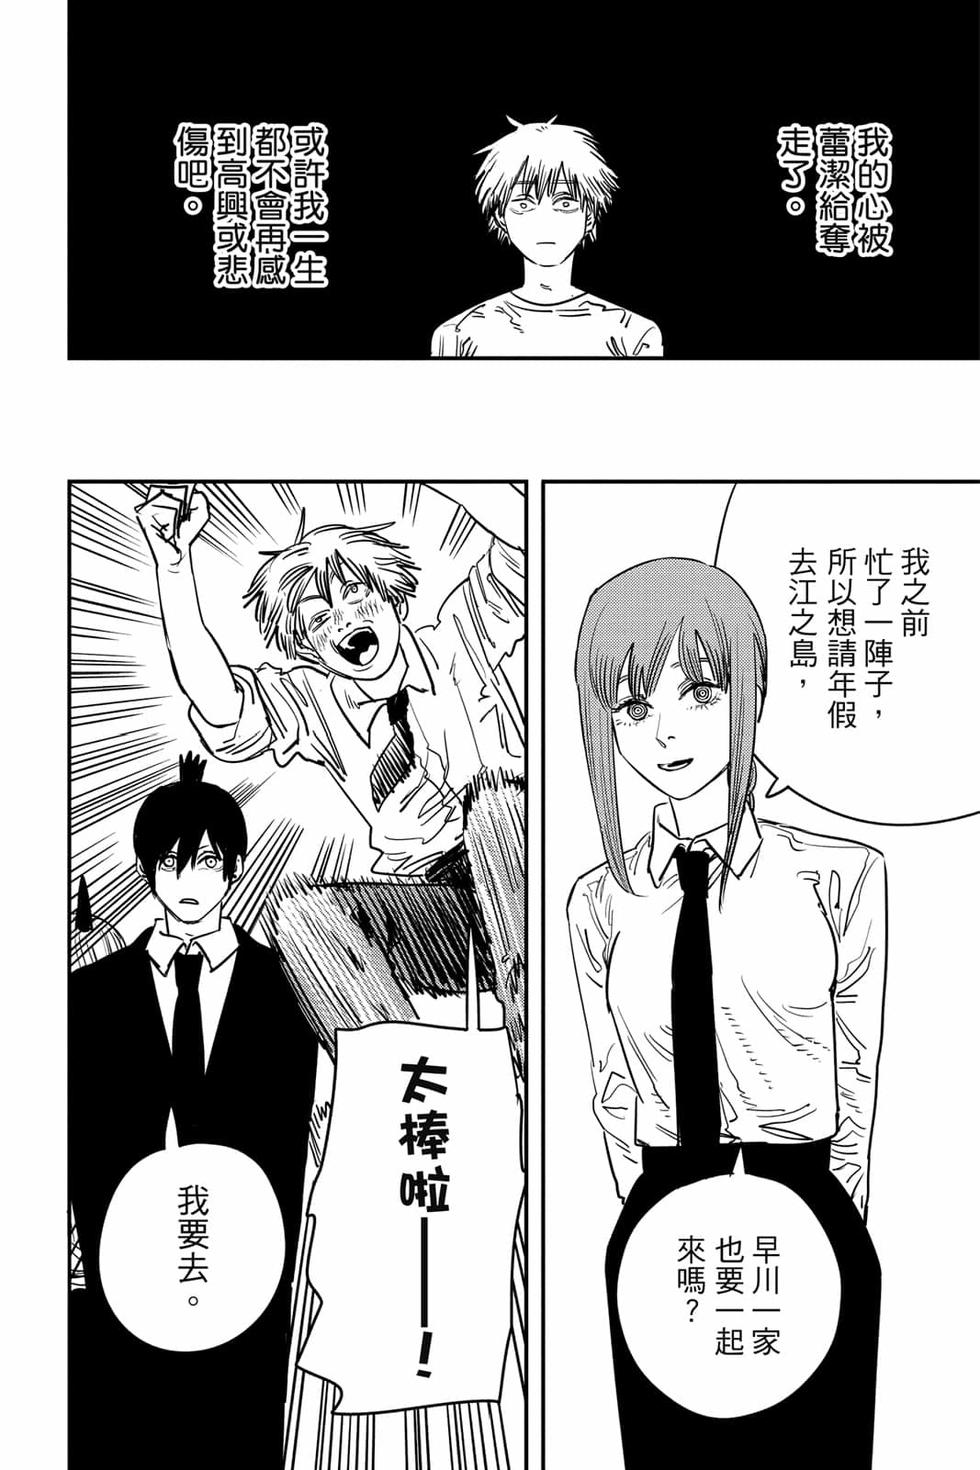 我的心被
蕾潔給奪
走了。
或許我一生
都不會再感
到高興或悲
傷吧。
我之前
忙了一陣子，
所以想請年假
去江之島，
早川一家
也要一起
來嗎？
太棒啦——！
我要去。